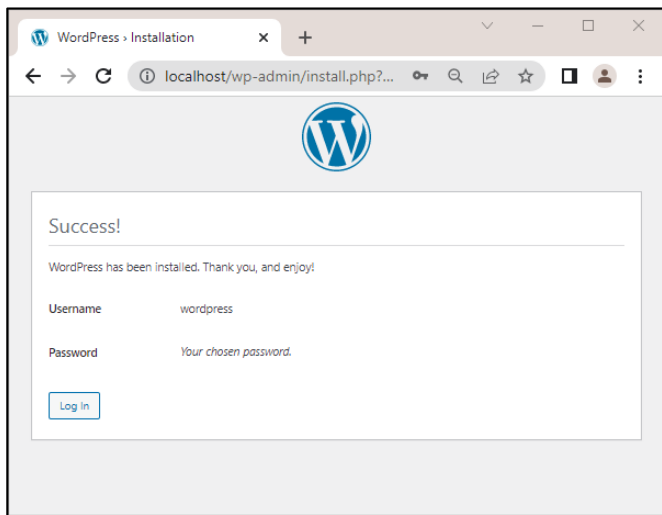 WordPress › Installation
localhost/wp-admin/install.php?...
Success!
WordPress has been installed. Thank you, and enjoy!
Username wordpress
Password Your chosen password.
Log In